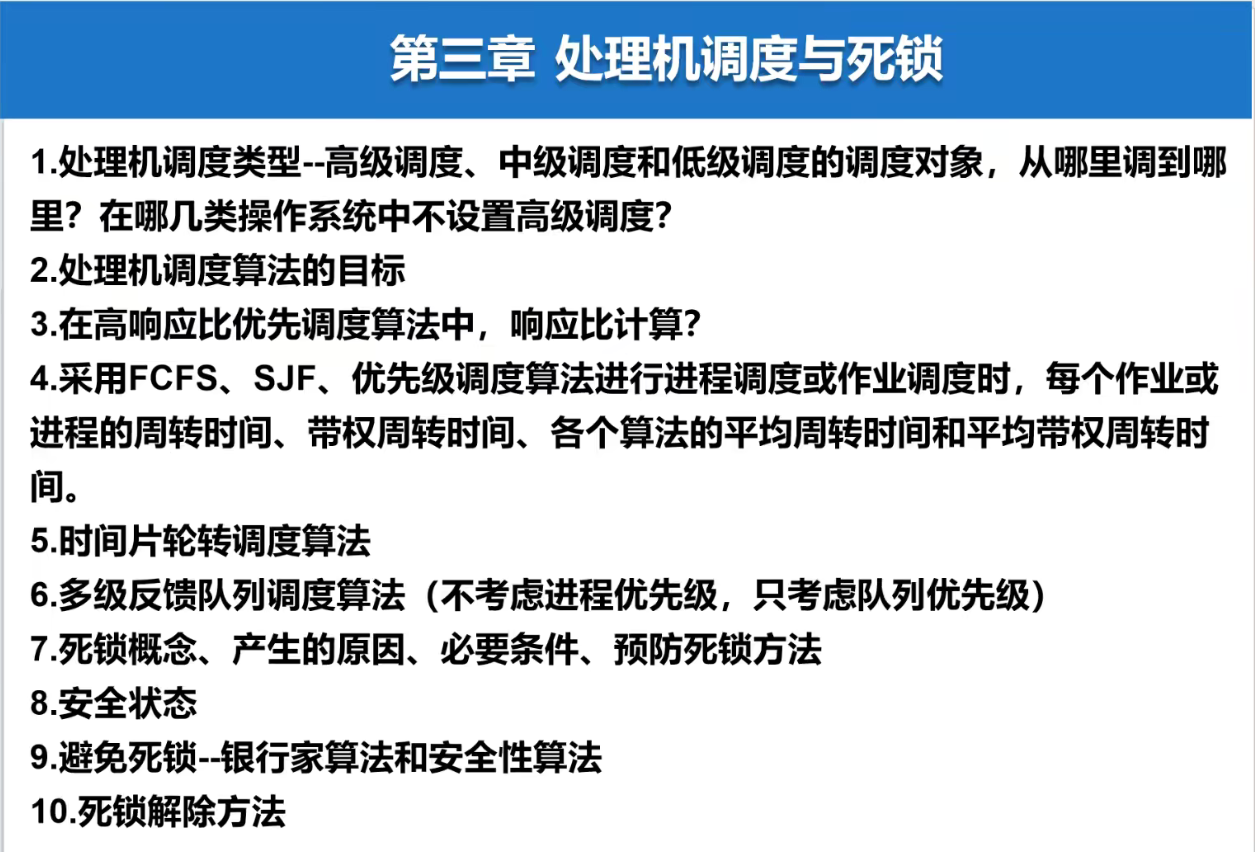 第三章 处理机调度与死锁
1.处理机调度类型--高级调度、中级调度和低级调度的调度对象，从哪里调到哪
里？在哪几类操作系统中不设置高级调度？
2.处理机调度算法的目标
3.在高响应比优先调度算法中，响应比计算？
4.采用FCFS、SJF、优先级调度算法进行进程调度或作业调度时，每个作业或
进程的周转时间、带权周转时间、各个算法的平均周转时间和平均带权周转时
间。
5.时间片轮转调度算法
6.多级反馈队列调度算法（不考虑进程优先级，只考虑队列优先级）
7.死锁概念、产生的原因、必要条件、预防死锁方法
8.安全状态
9.避免死锁--银行家算法和安全性算法
10.死锁解除方法